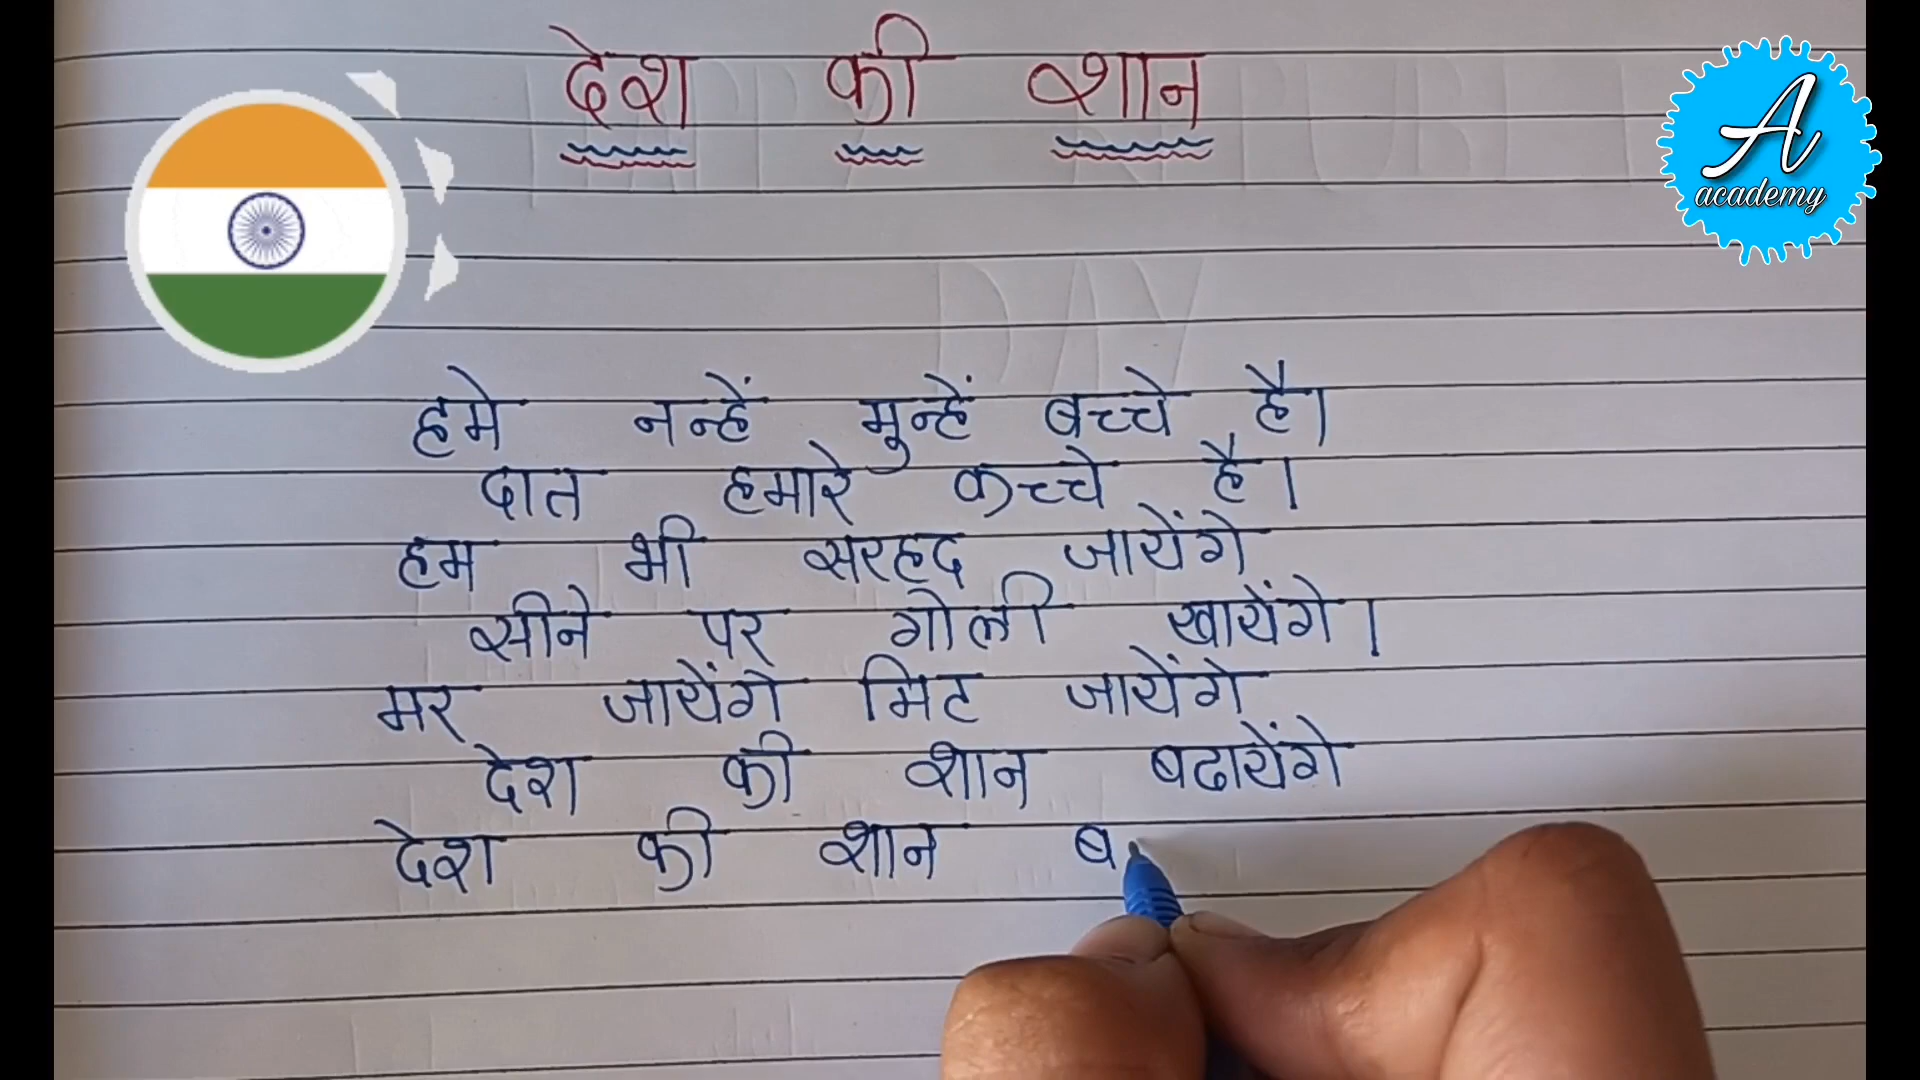 देश की शान
A
academy
हमे नन्हें मुन्हें बच्चे है।
दात हमारे कच्चे है।
हम भी सरहद जायेंगे
सीने पर गोली खायेंगे।
मर जायेंगे मिट जायेंगे
देश की शान बढायेंगे
देश की शान ब